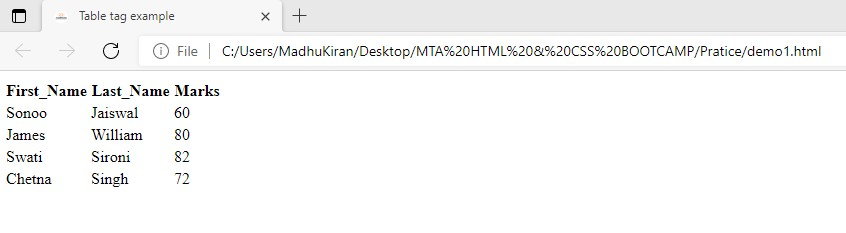 Table tag example
File C:/Users/MadhuKiran/Desktop/MTA%20HTML%20&%20CSS%20BOOTCAMP/Pratice/demo1.html
First_Name Last_Name Marks
Sonoo Jaiswal 60
James William 80
Swati Sironi 82
Chetna Singh 72